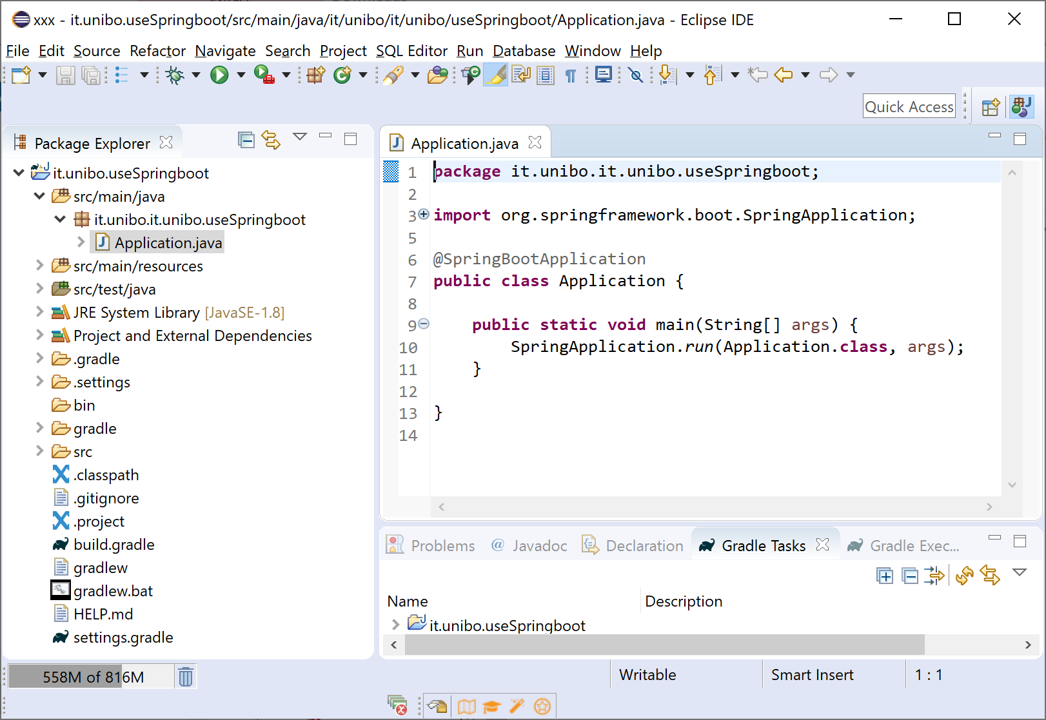 xxx - it.unibo.useSpringboot/src/main/java/it/unibo/it/unibo/useSpringboot/Application.java - Eclipse IDE
File Edit Source Refactor Navigate Search Project SQL Editor Run Database Window Help
Quick Access
Package Explorer
it.unibo.useSpringboot
src/main/java
it.unibo.it.unibo.useSpringboot
Application.java
src/main/resources
src/test/java
JRE System Library [JavaSE-1.8]
Project and External Dependencies
.gradle
.settings
bin
gradle
src
.classpath
.gitignore
.project
build.gradle
gradlew
gradlew.bat
HELP.md
settings.gradle
Application.java
1 package it.unibo.it.unibo.useSpringboot;
2
3 import org.springframework.boot.SpringApplication;
5
6 @SpringBootApplication
7 public class Application {
8
9 public static void main(String[] args) {
10 SpringApplication.run(Application.class, args);
11 }
12
13 }
14
Problems @ Javadoc Declaration Gradle Tasks Gradle Exec...
Name Description
it.unibo.useSpringboot
558M of 816M Writable Smart Insert 1 : 1